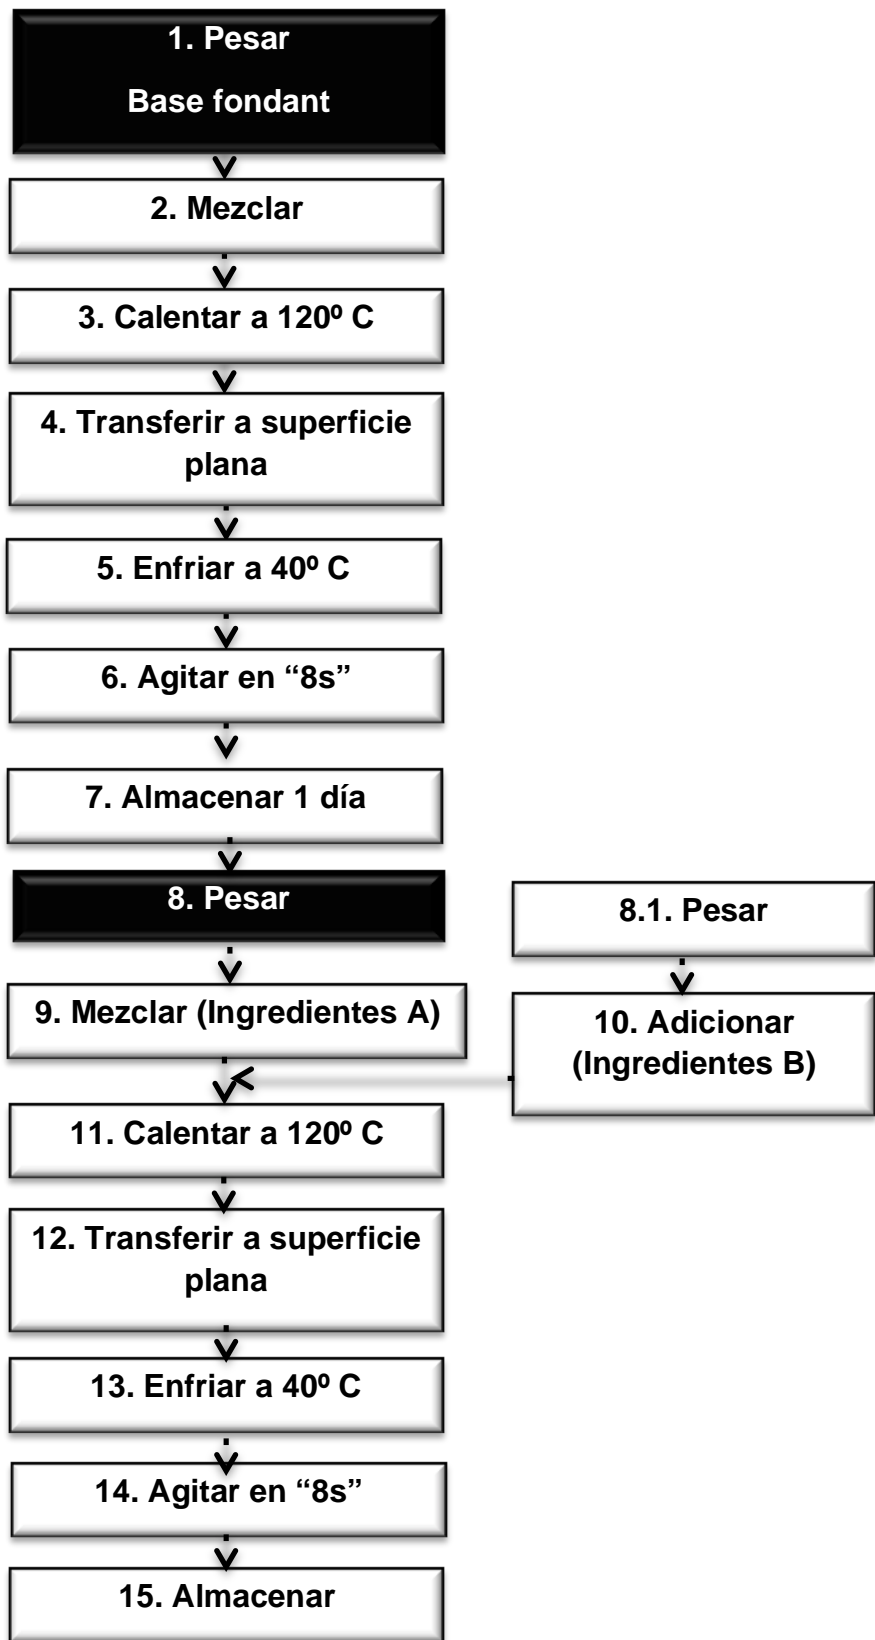 1. Pesar
Base fondant
2. Mezclar
3. Calentar a 120º C
4. Transferir a superficie
plana
5. Enfriar a 40º C
6. Agitar en “8s”
7. Almacenar 1 día
8. Pesar
8.1. Pesar
9. Mezclar (Ingredientes A)
10. Adicionar
(Ingredientes B)
11. Calentar a 120º C
12. Transferir a superficie
plana
13. Enfriar a 40º C
14. Agitar en “8s”
15. Almacenar